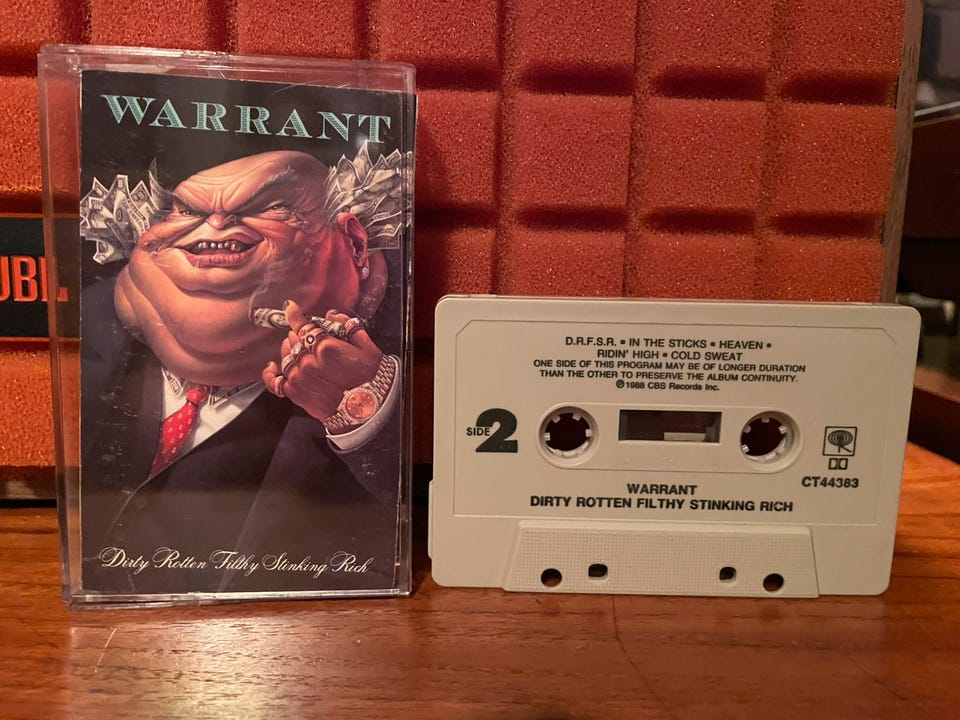 WARRANT
Dirty Rotten Filthy Stinking Rich
JBL
D.R.F.S.R. ▪ IN THE STICKS ▪ HEAVEN ▪
RIDIN' HIGH ▪ COLD SWEAT
ONE SIDE OF THIS PROGRAM MAY BE OF LONGER DURATION
THAN THE OTHER TO PRESERVE THE ALBUM CONTINUITY.
℗ 1988 CBS Records Inc.
SIDE 2
CT44383
WARRANT
DIRTY ROTTEN FILTHY STINKING RICH